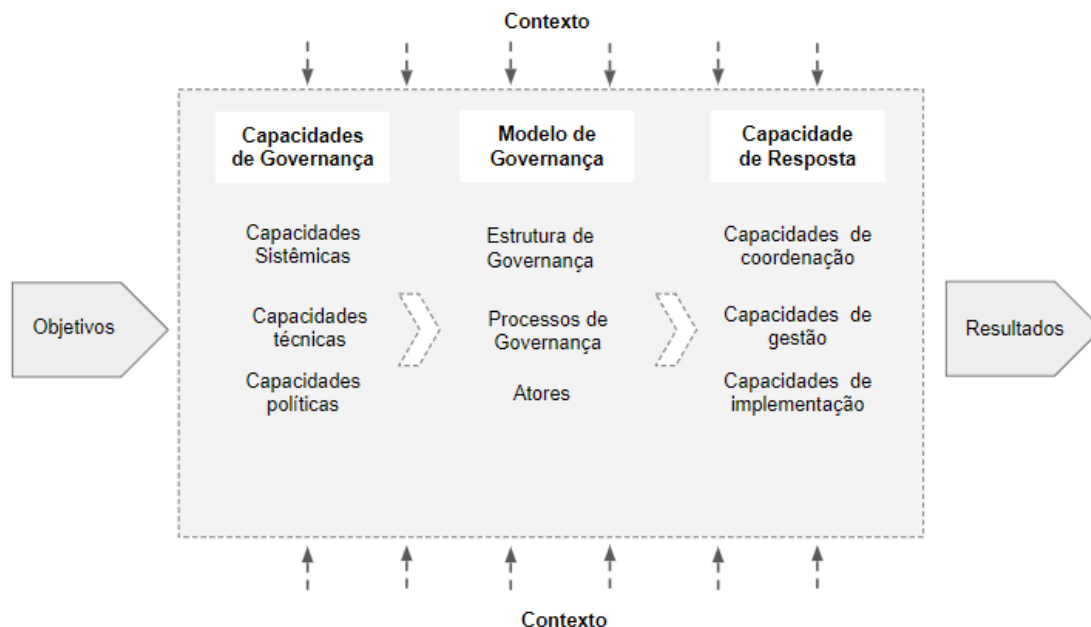 Contexto
Capacidades
de Governança
Modelo de
Governança
Capacidade
de Resposta
Capacidades
Sistêmicas
Estrutura de
Governança
Capacidades de
coordenação
Objetivos
Capacidades
técnicas
Processos de
Governança
Capacidades de
gestão
Resultados
Capacidades
políticas
Atores
Capacidades de
implementação
Contexto